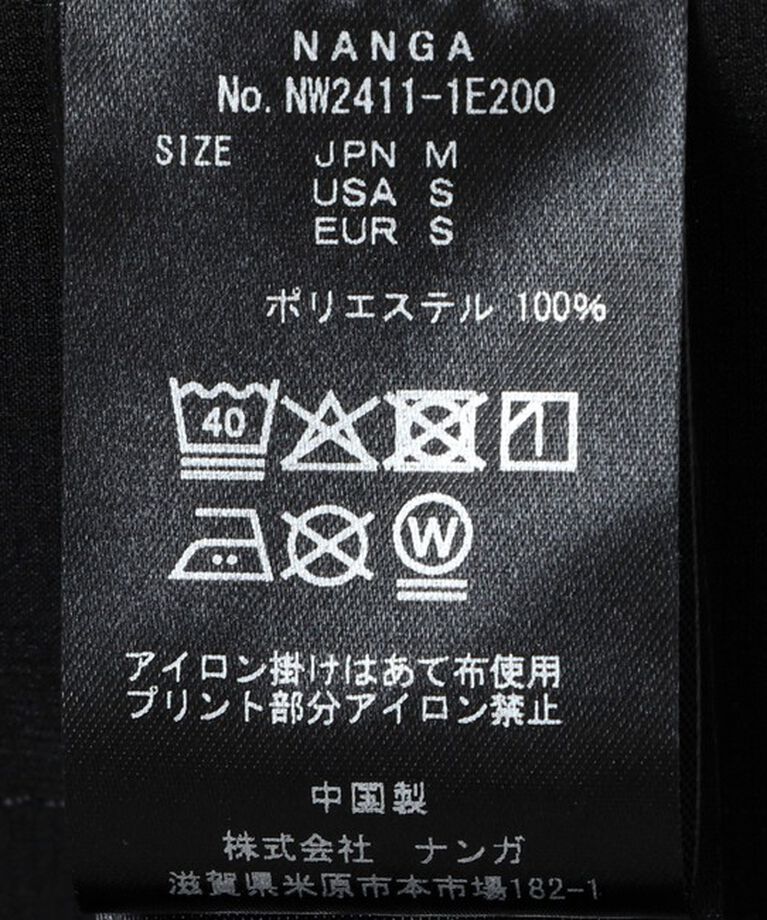 NANGA
No. NW2411-1E200
SIZE JPN M
USA S
EUR S
ポリエステル 100%
40
W
アイロン掛けはあて布使用
プリント部分アイロン禁止
中国製
株式会社 ナンガ
滋賀県米原市本市場182-1